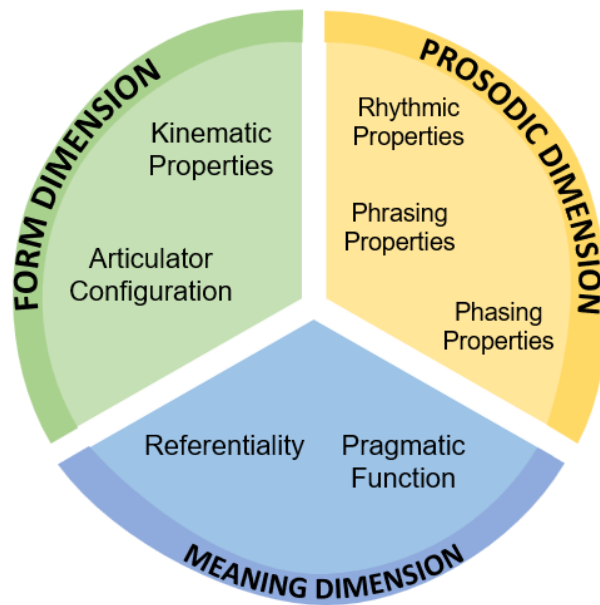 FORM DIMENSION
Kinematic
Properties
Articulator
Configuration
PROSODIC DIMENSION
Rhythmic
Properties
Phrasing
Properties
Phasing
Properties
Referentiality
Pragmatic
Function
MEANING DIMENSION